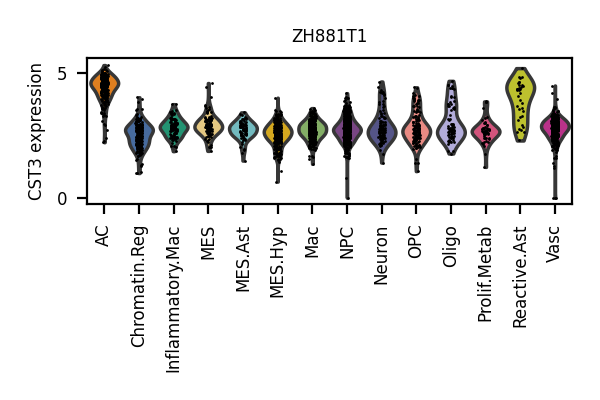 ZH881T1
CST3 expression
5
0
AC
Chromatin.Reg
Inflammatory.Mac
MES
MES.Ast
MES.Hyp
Mac
NPC
Neuron
OPC
Oligo
Prolif.Metab
Reactive.Ast
Vasc